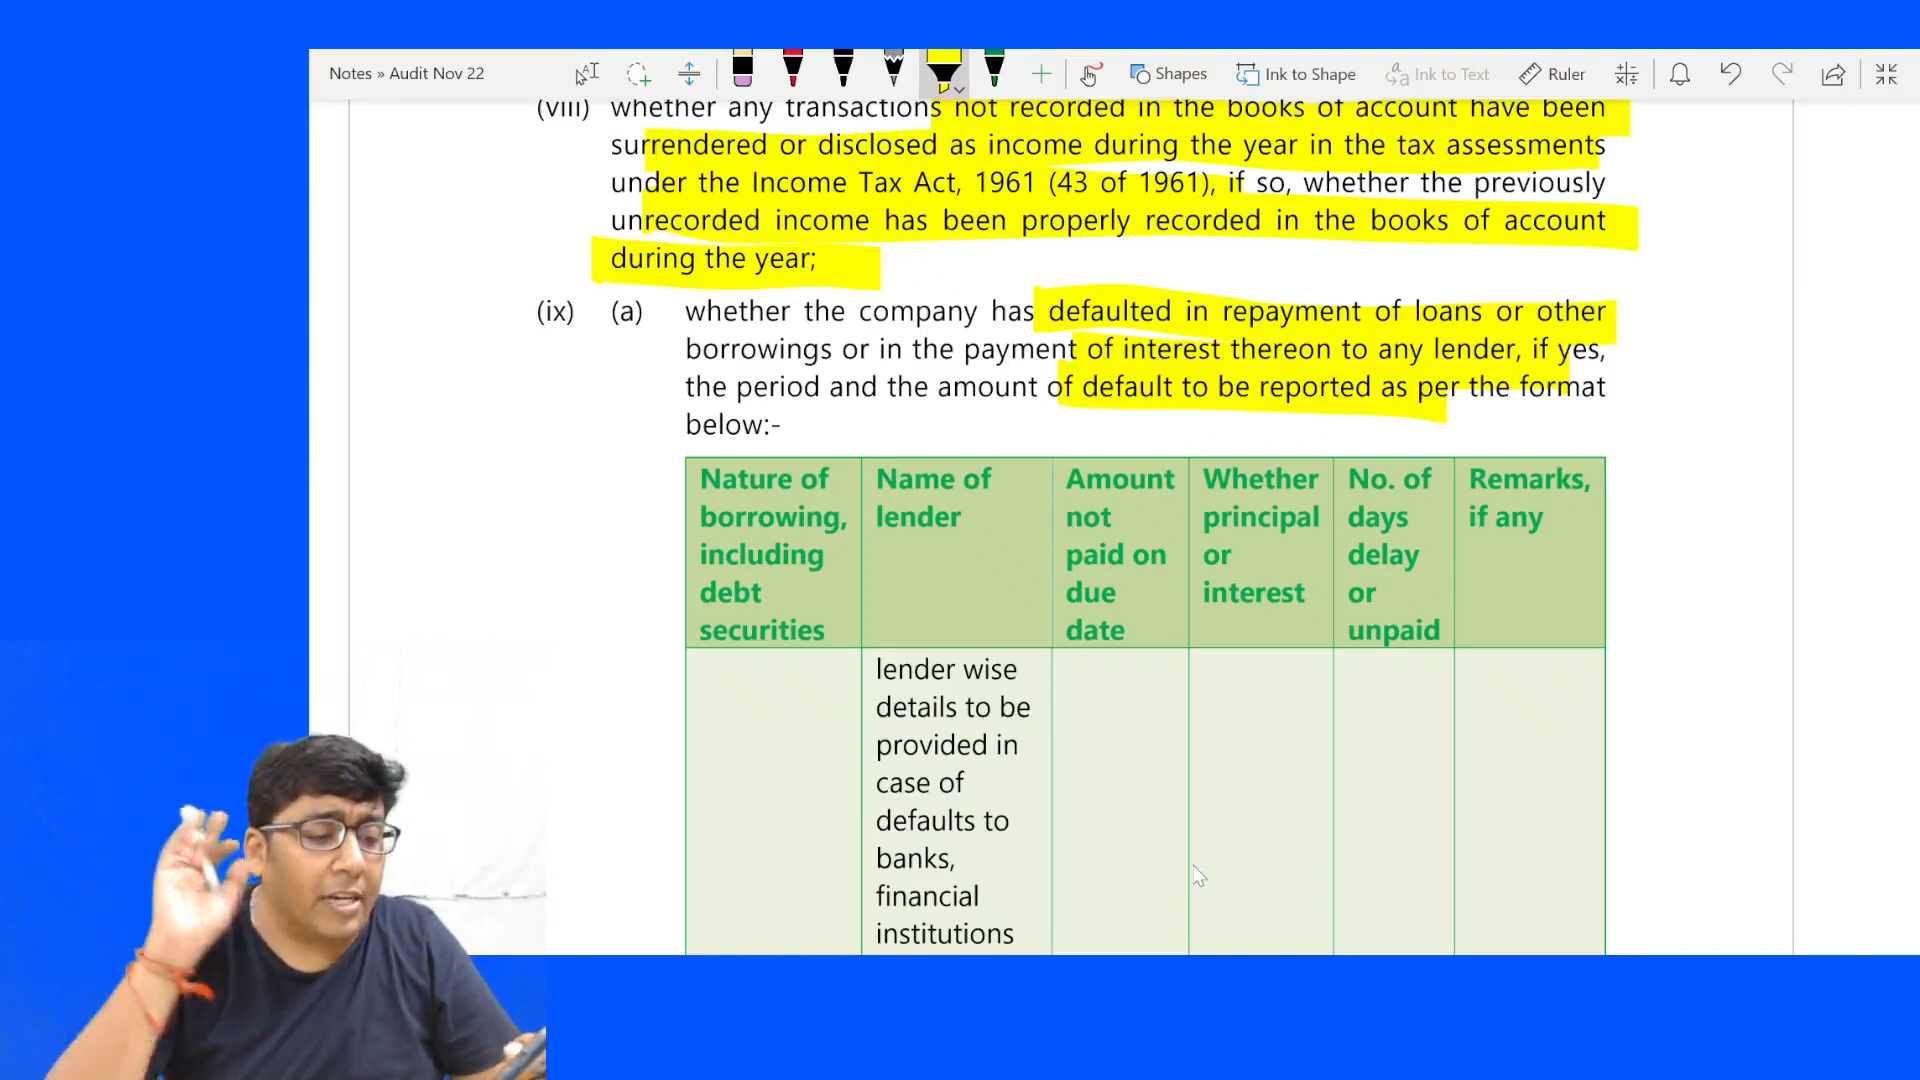 Notes » Audit Nov 22
Shapes
Ink to Shape
Ink to Text
Ruler
(viii) whether any transactions not recorded in the books of account have been
surrendered or disclosed as income during the year in the tax assessments
under the Income Tax Act, 1961 (43 of 1961), if so, whether the previously
unrecorded income has been properly recorded in the books of account
during the year;
(ix) (a) whether the company has defaulted in repayment of loans or other
borrowings or in the payment of interest thereon to any lender, if yes,
the period and the amount of default to be reported as per the format
below:-
Nature of
borrowing,
including
debt
securities
Name of
lender
Amount
not
paid on
due
date
Whether
principal
or
interest
No. of
days
delay
or
unpaid
Remarks,
if any
lender wise
details to be
provided in
case of
defaults to
banks,
financial
institutions